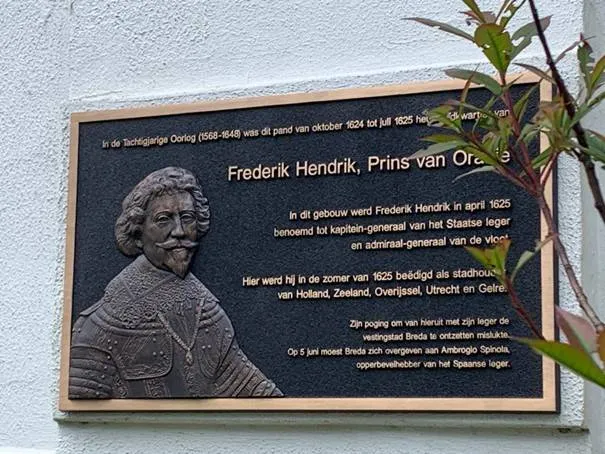 In de Tachtigjarige Oorlog (1568-1648) was dit pand van oktober 1624 tot juli 1625 van
Frederik Hendrik, Prins van Oranje
In dit gebouw werd Frederik Hendrik in april 1625
benoemd tot kapitein-generaal van het Staatse leger
en admiraal-generaal van de vloot
Hier werd hij in de zomer van 1625 beëdigd als
van Holland, Zeeland, Overijssel, Utrecht en Gelre.
Zijn poging om van hieruit met zijn leger de
vestingstad Breda te ontzetten mislukte.
Op 5 juni moest Breda zich overgeven aan Ambrogio Spinola,
opperbevelhebber van het Spaanse leger.